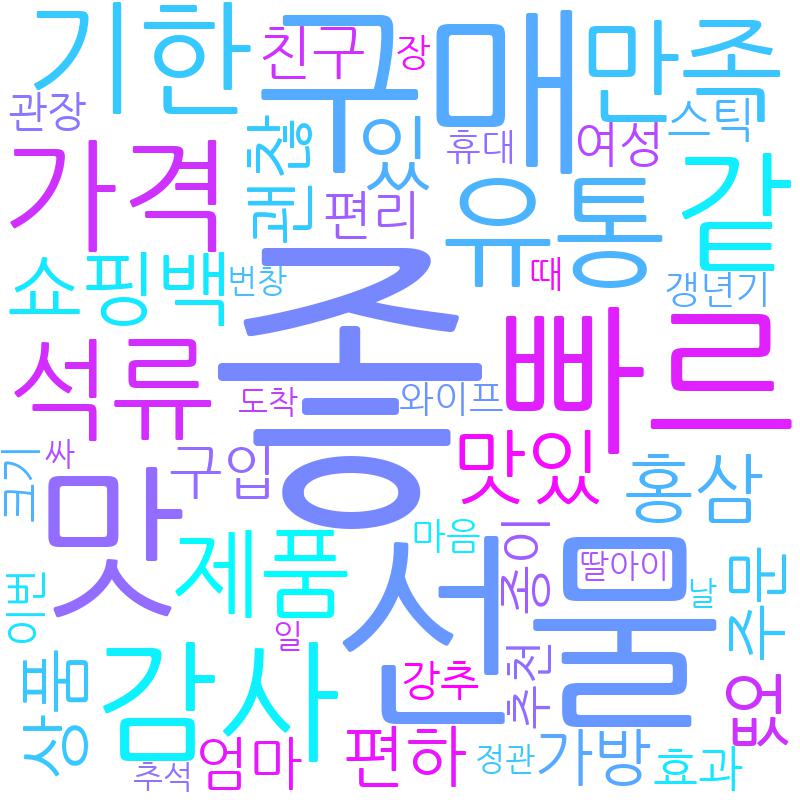 기한
친구
장
구매
만족
관장
괜찮
있
휴대
여성
스틱
가격
편리
유통
같
쇼핑백
번창
때
갱년기
좋
석류
빠르
도착
와이프
크기
싸
구입
맛있
홍삼
맛
제품
마음
종이
선물
딸아이
주문
이번
일
날
상품
감사
강추
추천
없
추석
엄마
편하
정관
가방
효과